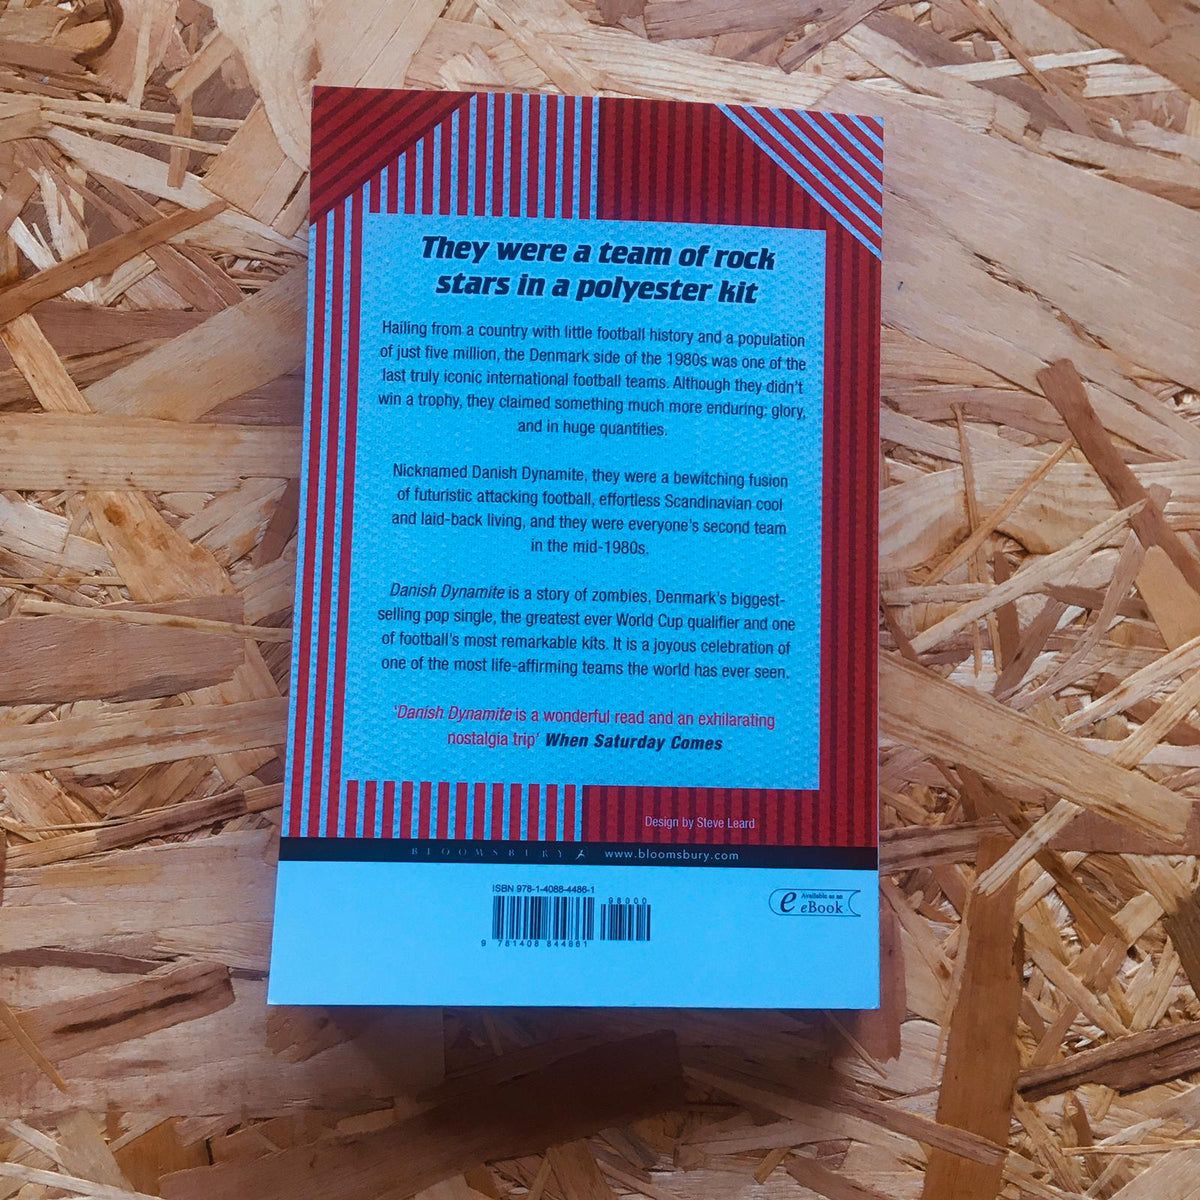 They were a team of rock
stars in a polyester kit
Hailing from a country with little football history and a population
of just five million, the Denmark side of the 1980s was one of the
last truly iconic international football teams. Although they didn't
win a trophy, they claimed something much more enduring: glory,
and in huge quantities.
Nicknamed Danish Dynamite, they were a bewitching fusion
of futuristic attacking football, effortless Scandinavian cool
and laid-back living, and they were everyone's second team
in the mid-1980s.
Danish Dynamite is a story of zombies, Denmark's biggest-
selling pop single, the greatest ever World Cup qualifier and one
of football's most remarkable kits. It is a joyous celebration of
one of the most life-affirming teams the world has ever seen.
'Danish Dynamite is a wonderful read and an exhilarating
nostalgia trip' When Saturday Comes
Design by Steve Leard
BLOOMSBURY www.bloomsbury.com
ISBN 978-1-4088-4486-1
98000
9 781408 844861
e Available as an
eBook